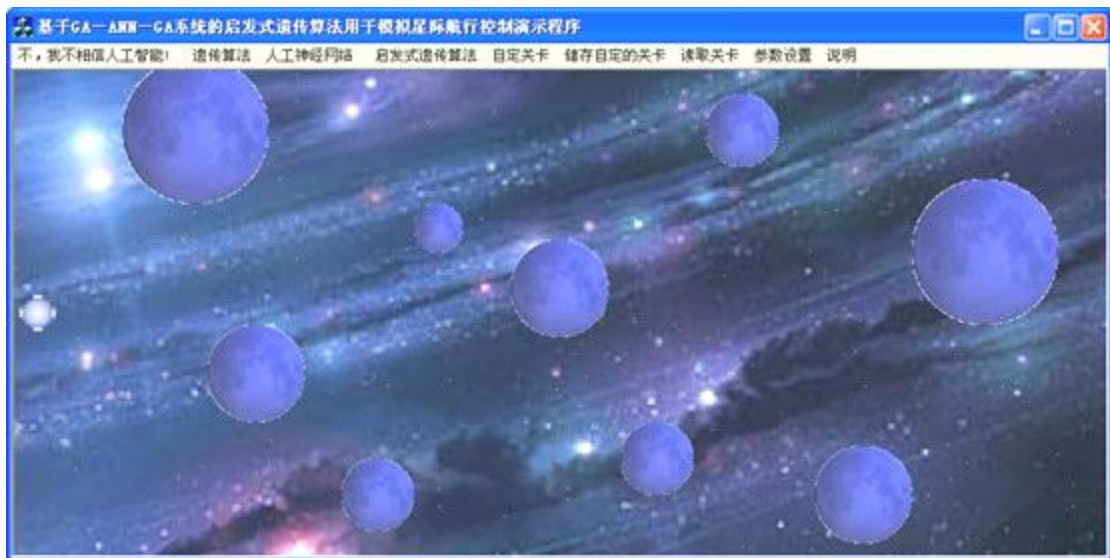 基于GA—ANN—GA系统的启发式遗传算法用于模拟星际航行控制演示程序
不，我不相信人工智能! 遗传算法 人工神经网络 启发式遗传算法 自定关卡 储存自定的关卡 读取关卡 参数设置 说明